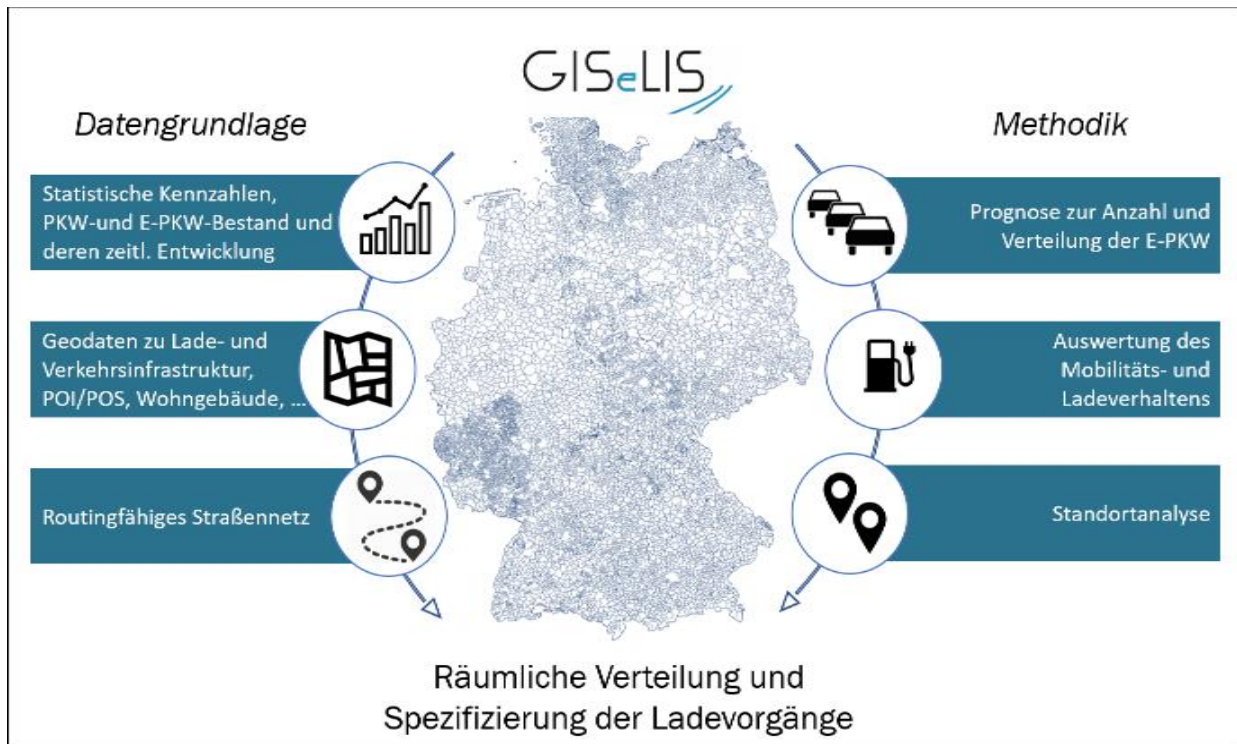 GISeLIS
Datengrundlage
Statistische Kennzahlen,
PKW-und E-PKW-Bestand und
deren zeitl. Entwicklung
Geodaten zu Lade- und
Verkehrsinfrastruktur,
POI/POS, Wohngebäude, ...
Routingfähiges Straßennetz
Methodik
Prognose zur Anzahl und
Verteilung der E-PKW
Auswertung des
Mobilitäts- und
Ladeverhaltens
Standortanalyse
Räumliche Verteilung und
Spezifizierung der Ladevorgänge